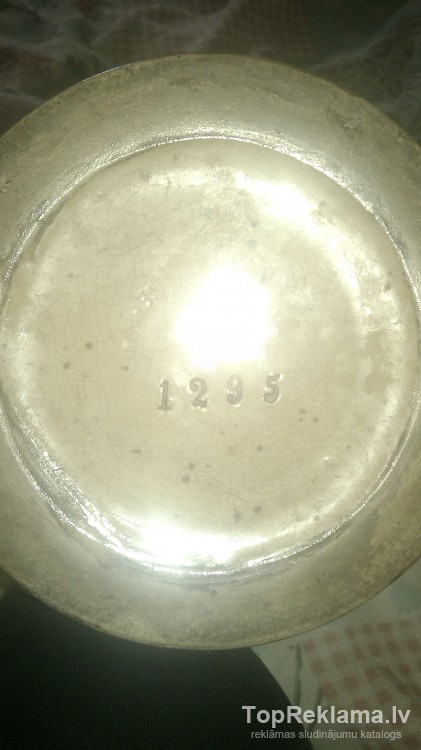 1295
TopReklama.lv
reklāmas sludinājumu katalogs